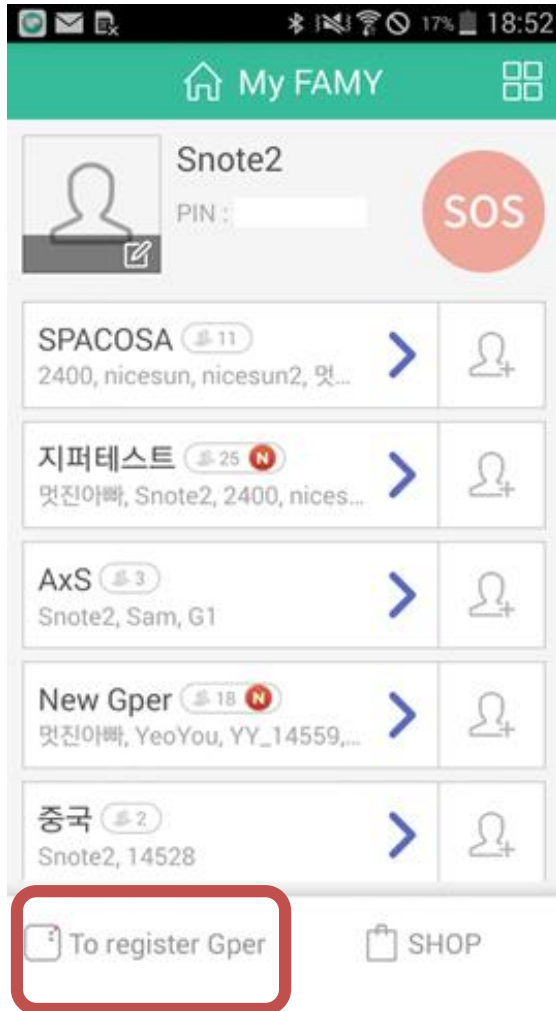 17% 18:52
My FAMY
Snote2
PIN :
SOS
SPACOSA 11
2400, nicesun, nicesun2, 멋...
지퍼테스트 25 N
멋진아빠, Snote2, 2400, nices...
AxS 3
Snote2, Sam, G1
New Gper 18 N
멋진아빠, YeoYou, YY_14559,...
중국 2
Snote2, 14528
To register Gper
SHOP